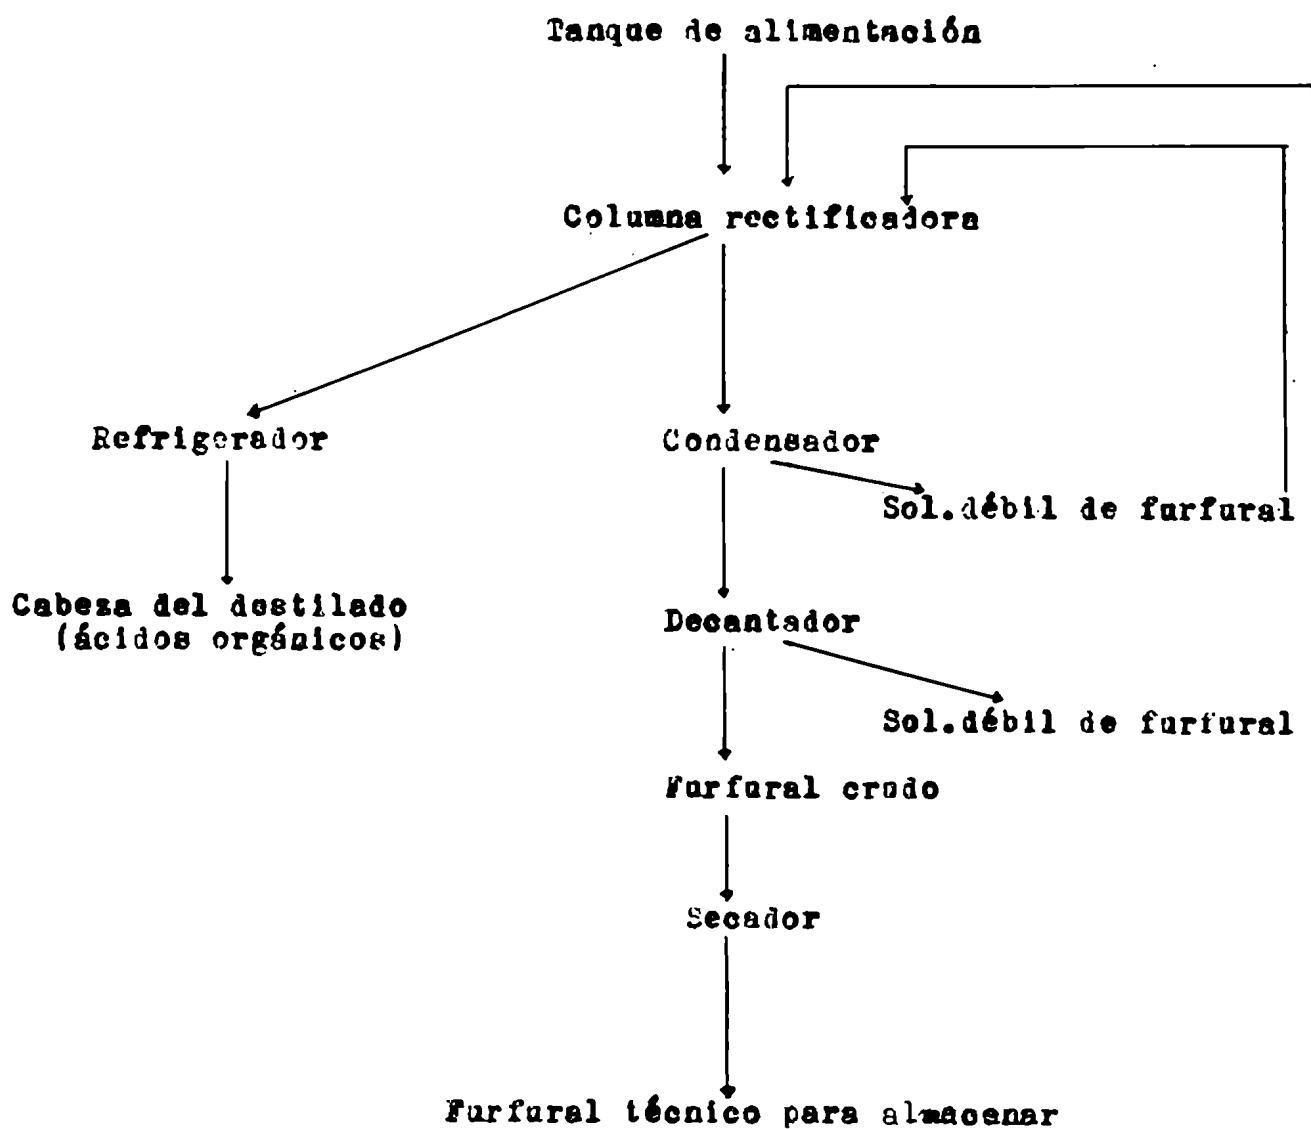 Tanque de alimentación
Columna rectificadora
Refrigerador
Condensador
Sol.débil de furfural
Cabeza del destilado
(ácidos orgánicos)
Decantador
Sol.débil de furfural
Furfural crudo
Secador
Furfural técnico para almacenar